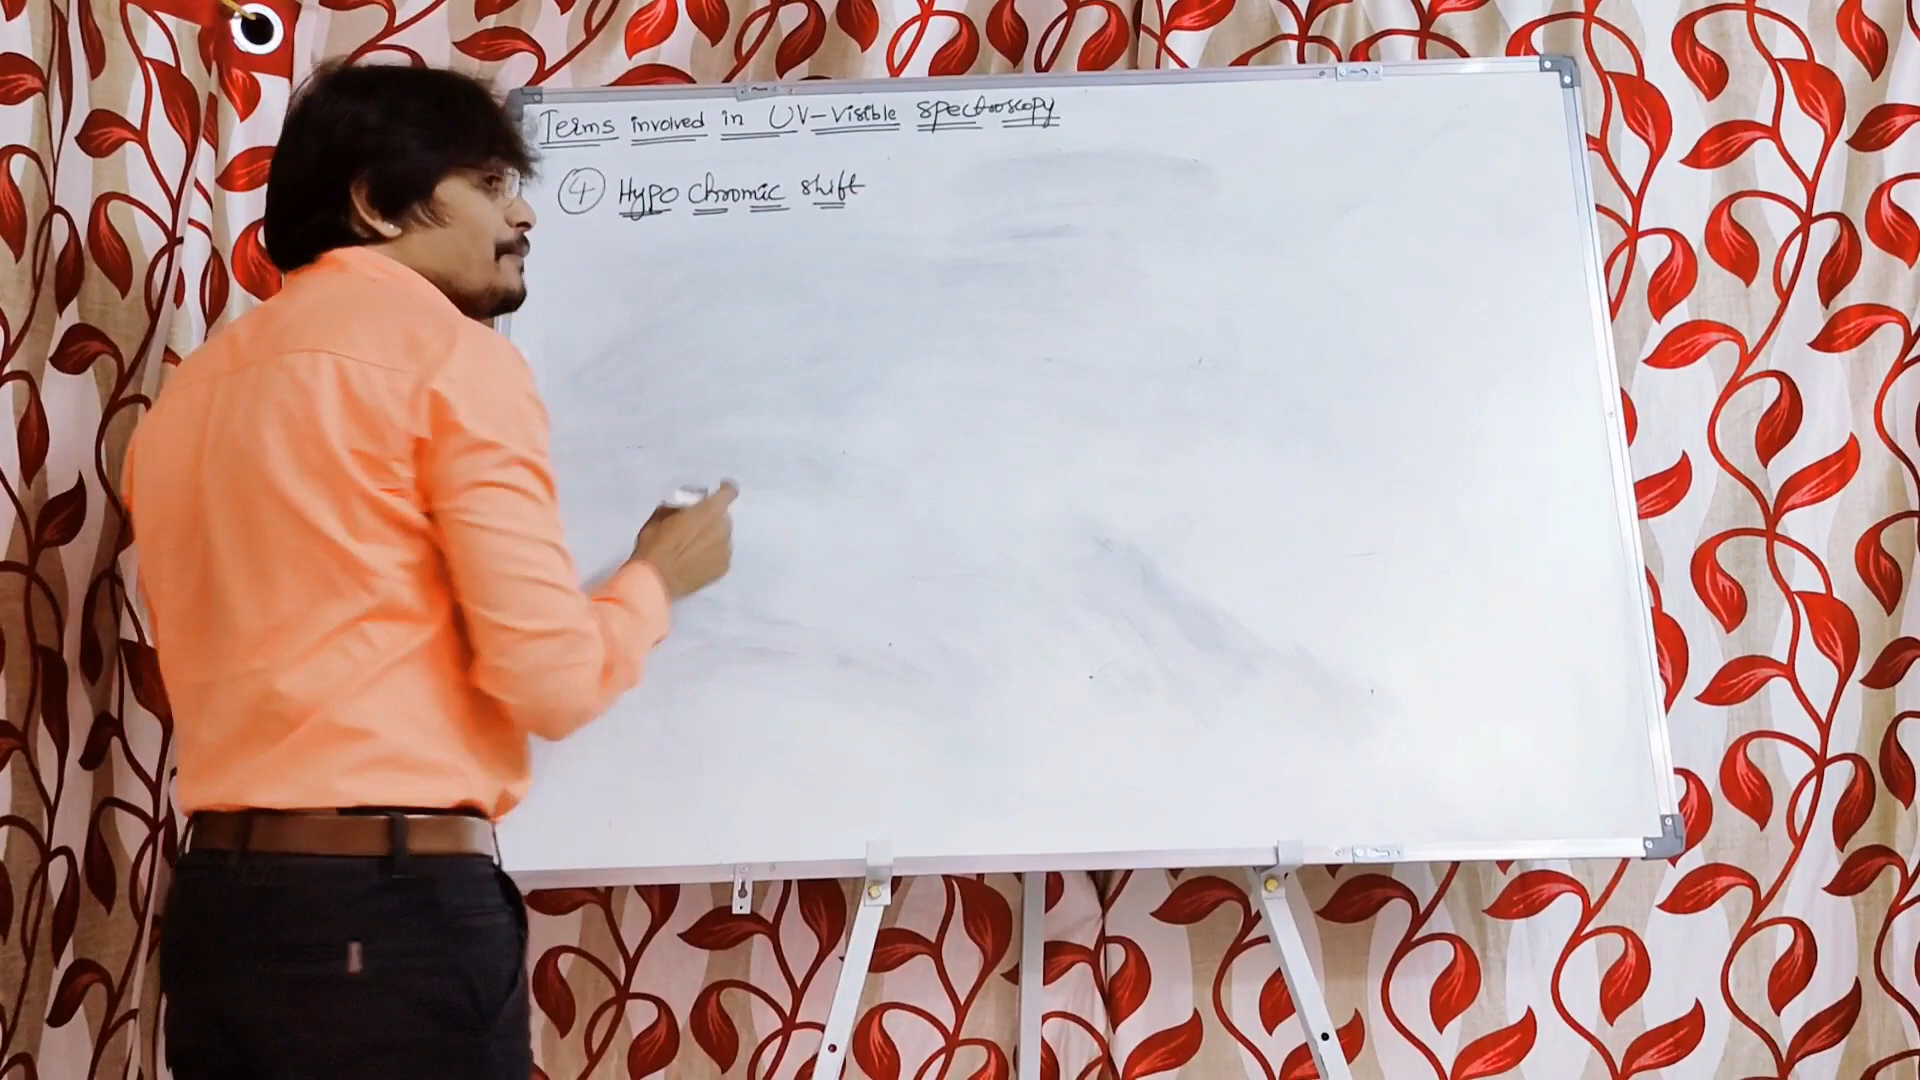 Terms involved in UV-Visible Spectroscopy
④ Hypo chromic shift